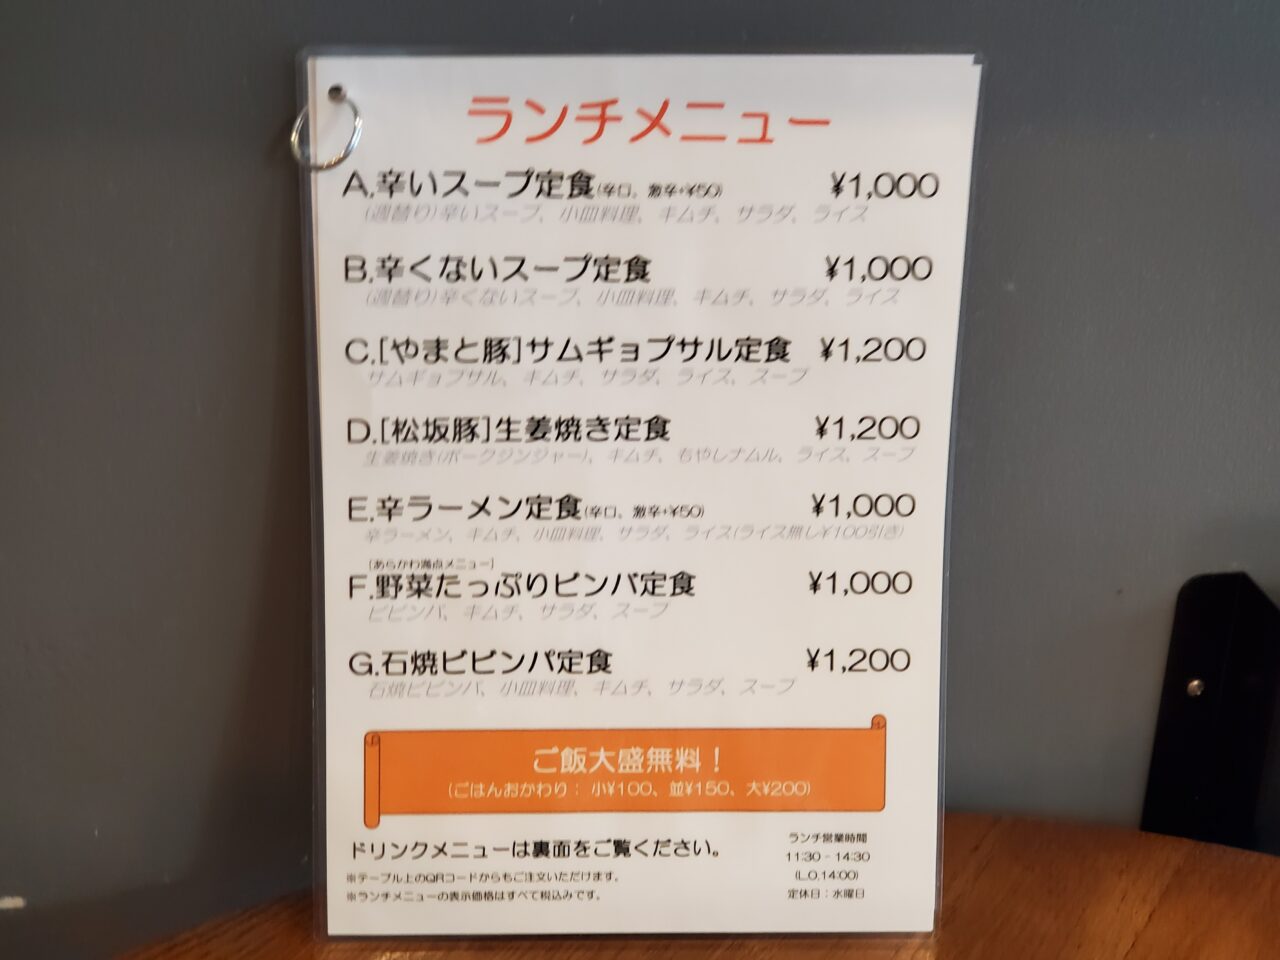 ランチメニュー
A.辛いスープ定食(辛口、激辛+¥50) ¥1,000
(週替り)辛いスープ、小皿料理、キムチ、サラダ、ライス
B.辛くないスープ定食 ¥1,000
(週替り)辛くないスープ、小皿料理、キムチ、サラダ、ライス
C.[やまと豚]サムギョプサル定食 ¥1,200
サムギョプサル、キムチ、サラダ、ライス、スープ
D.[松坂豚]生姜焼き定食 ¥1,200
生姜焼き(ポークジンジャー)、キムチ、もやしナムル、ライス、スープ
E.辛ラーメン定食(辛口、激辛+¥50) ¥1,000
辛ラーメン、キムチ、小皿料理、サラダ、ライス(ライス無し¥100引き)
[あらかわ満点メニュー]
F.野菜たっぷりビンバ定食 ¥1,000
ビビンバ、キムチ、サラダ、スープ
G.石焼ビビンパ定食 ¥1,200
石焼ビビンバ、小皿料理、キムチ、サラダ、スープ
ご飯大盛無料！
(ごはんおかわり：小¥100、並¥150、大¥200)
ドリンクメニューは裏面をご覧ください。
※テーブル上のQRコードからもご注文いただけます。
※ランチメニューの表示価格はすべて税込みです。
ランチ営業時間
11:30 - 14:30
(L.O.14:00)
定休日：水曜日